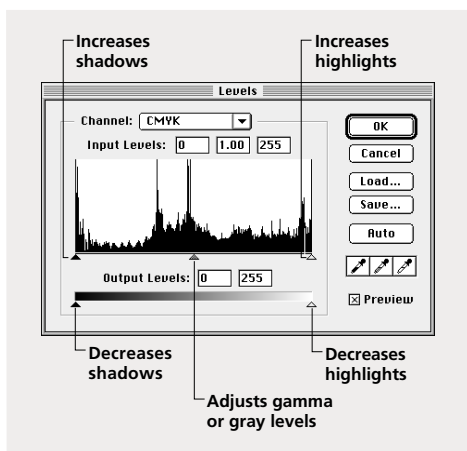 Increases
shadows
Increases
highlights
Levels
Channel: CMYK
Input Levels: 0 1.00 255
OK
Cancel
Load...
Save...
Auto
Output Levels: 0 255
Preview
Decreases
shadows
Decreases
highlights
Adjusts gamma
or gray levels